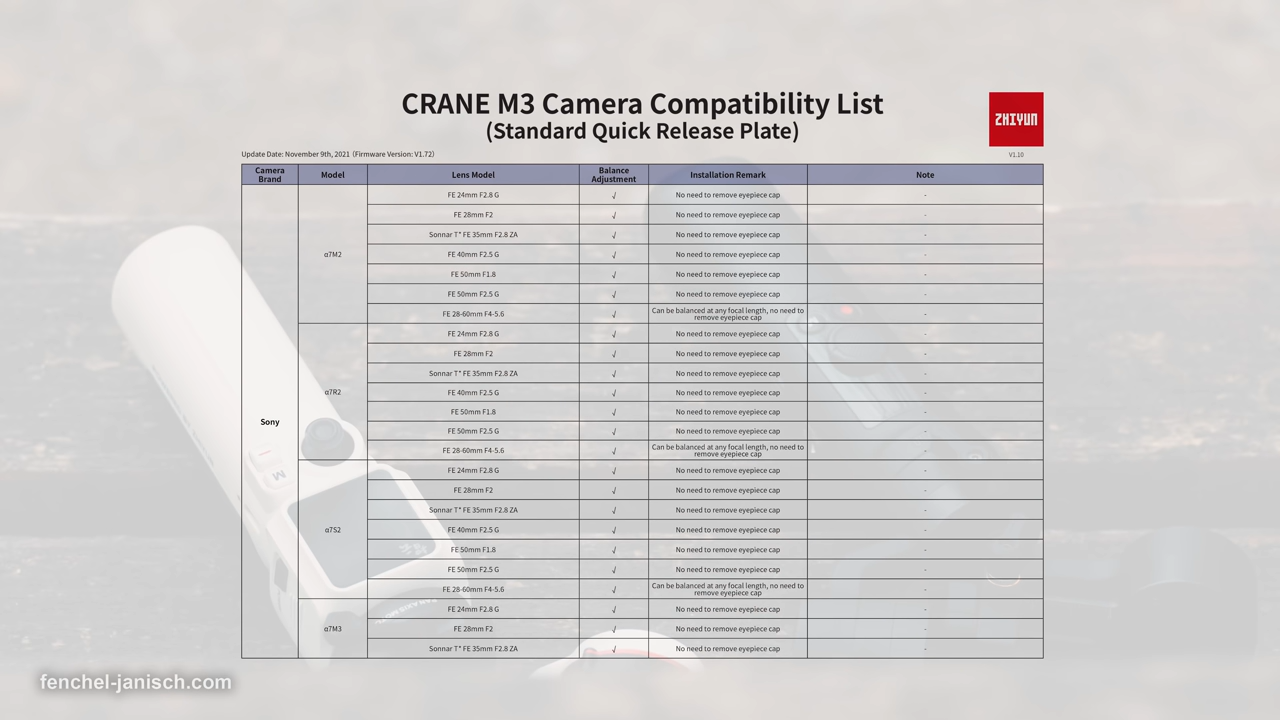 CRANE M3 Camera Compatibility List
(Standard Quick Release Plate)
ZHIYUN
Update Date: November 9th, 2021 (Firmware Version: V1.72)
V1.10
Camera Brand Model Lens Model Balance Adjustment Installation Remark Note
Sony
α7M2
FE 24mm F2.8 G √ No need to remove eyepiece cap -
FE 28mm F2 √ No need to remove eyepiece cap -
Sonnar T* FE 35mm F2.8 ZA √ No need to remove eyepiece cap -
FE 40mm F2.5 G √ No need to remove eyepiece cap -
FE 50mm F1.8 √ No need to remove eyepiece cap -
FE 50mm F2.5 G √ No need to remove eyepiece cap -
FE 28-60mm F4-5.6 √ Can be balanced at any focal length, no need to remove eyepiece cap -
α7R2
FE 24mm F2.8 G √ No need to remove eyepiece cap -
FE 28mm F2 √ No need to remove eyepiece cap -
Sonnar T* FE 35mm F2.8 ZA √ No need to remove eyepiece cap -
FE 40mm F2.5 G √ No need to remove eyepiece cap -
FE 50mm F1.8 √ No need to remove eyepiece cap -
FE 50mm F2.5 G √ No need to remove eyepiece cap -
FE 28-60mm F4-5.6 √ Can be balanced at any focal length, no need to remove eyepiece cap -
α7S2
FE 24mm F2.8 G √ No need to remove eyepiece cap -
FE 28mm F2 √ No need to remove eyepiece cap -
Sonnar T* FE 35mm F2.8 ZA √ No need to remove eyepiece cap -
FE 40mm F2.5 G √ No need to remove eyepiece cap -
FE 50mm F1.8 √ No need to remove eyepiece cap -
FE 50mm F2.5 G √ No need to remove eyepiece cap -
FE 28-60mm F4-5.6 √ Can be balanced at any focal length, no need to remove eyepiece cap -
α7M3
FE 24mm F2.8 G √ No need to remove eyepiece cap -
FE 28mm F2 √ No need to remove eyepiece cap -
Sonnar T* FE 35mm F2.8 ZA √ No need to remove eyepiece cap -
fenchel-janisch.com